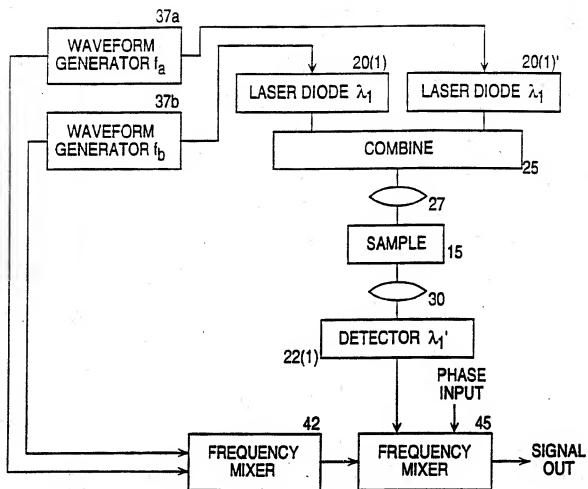 37a
WAVEFORM
GENERATOR fa
37b
WAVEFORM
GENERATOR fb
20(1)
LASER DIODE λ1
20(1)'
LASER DIODE λ1
COMBINE
25
27
SAMPLE
15
30
DETECTOR λ1'
22(1)
PHASE
INPUT
42
FREQUENCY
MIXER
45
FREQUENCY
MIXER
SIGNAL
OUT